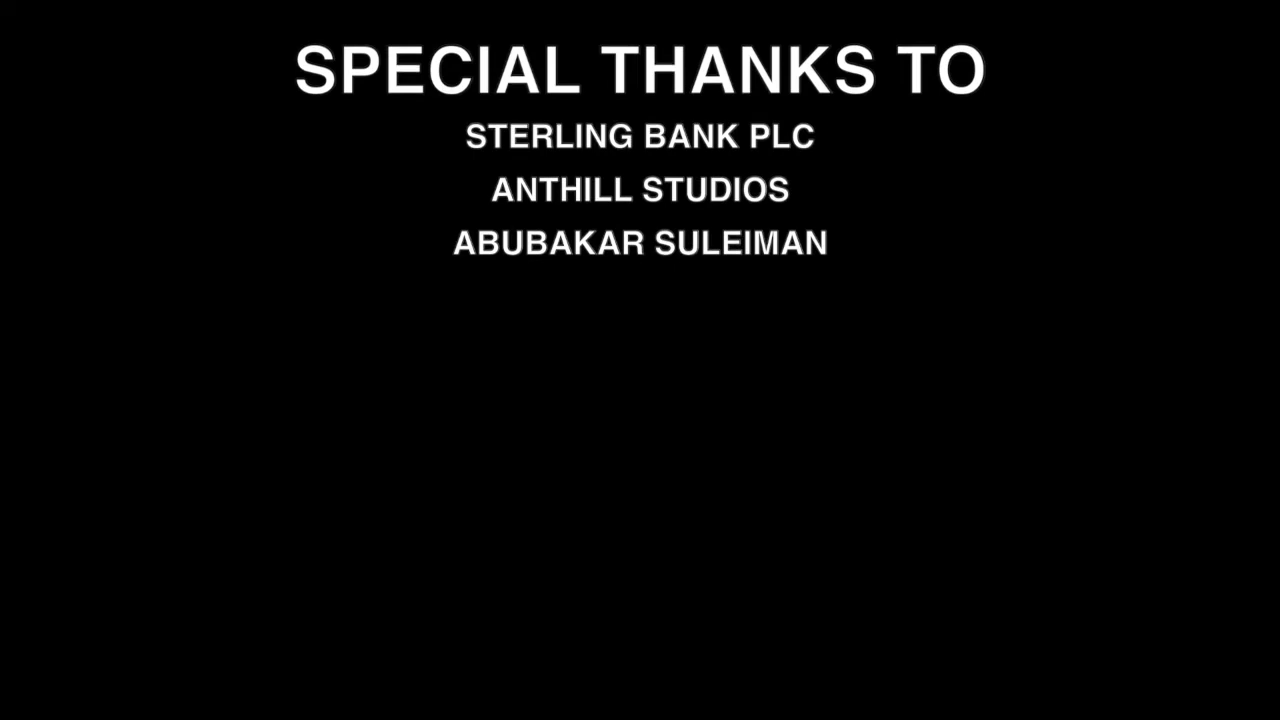 SPECIAL THANKS TO
STERLING BANK PLC
ANTHILL STUDIOS
ABUBAKAR SULEIMAN